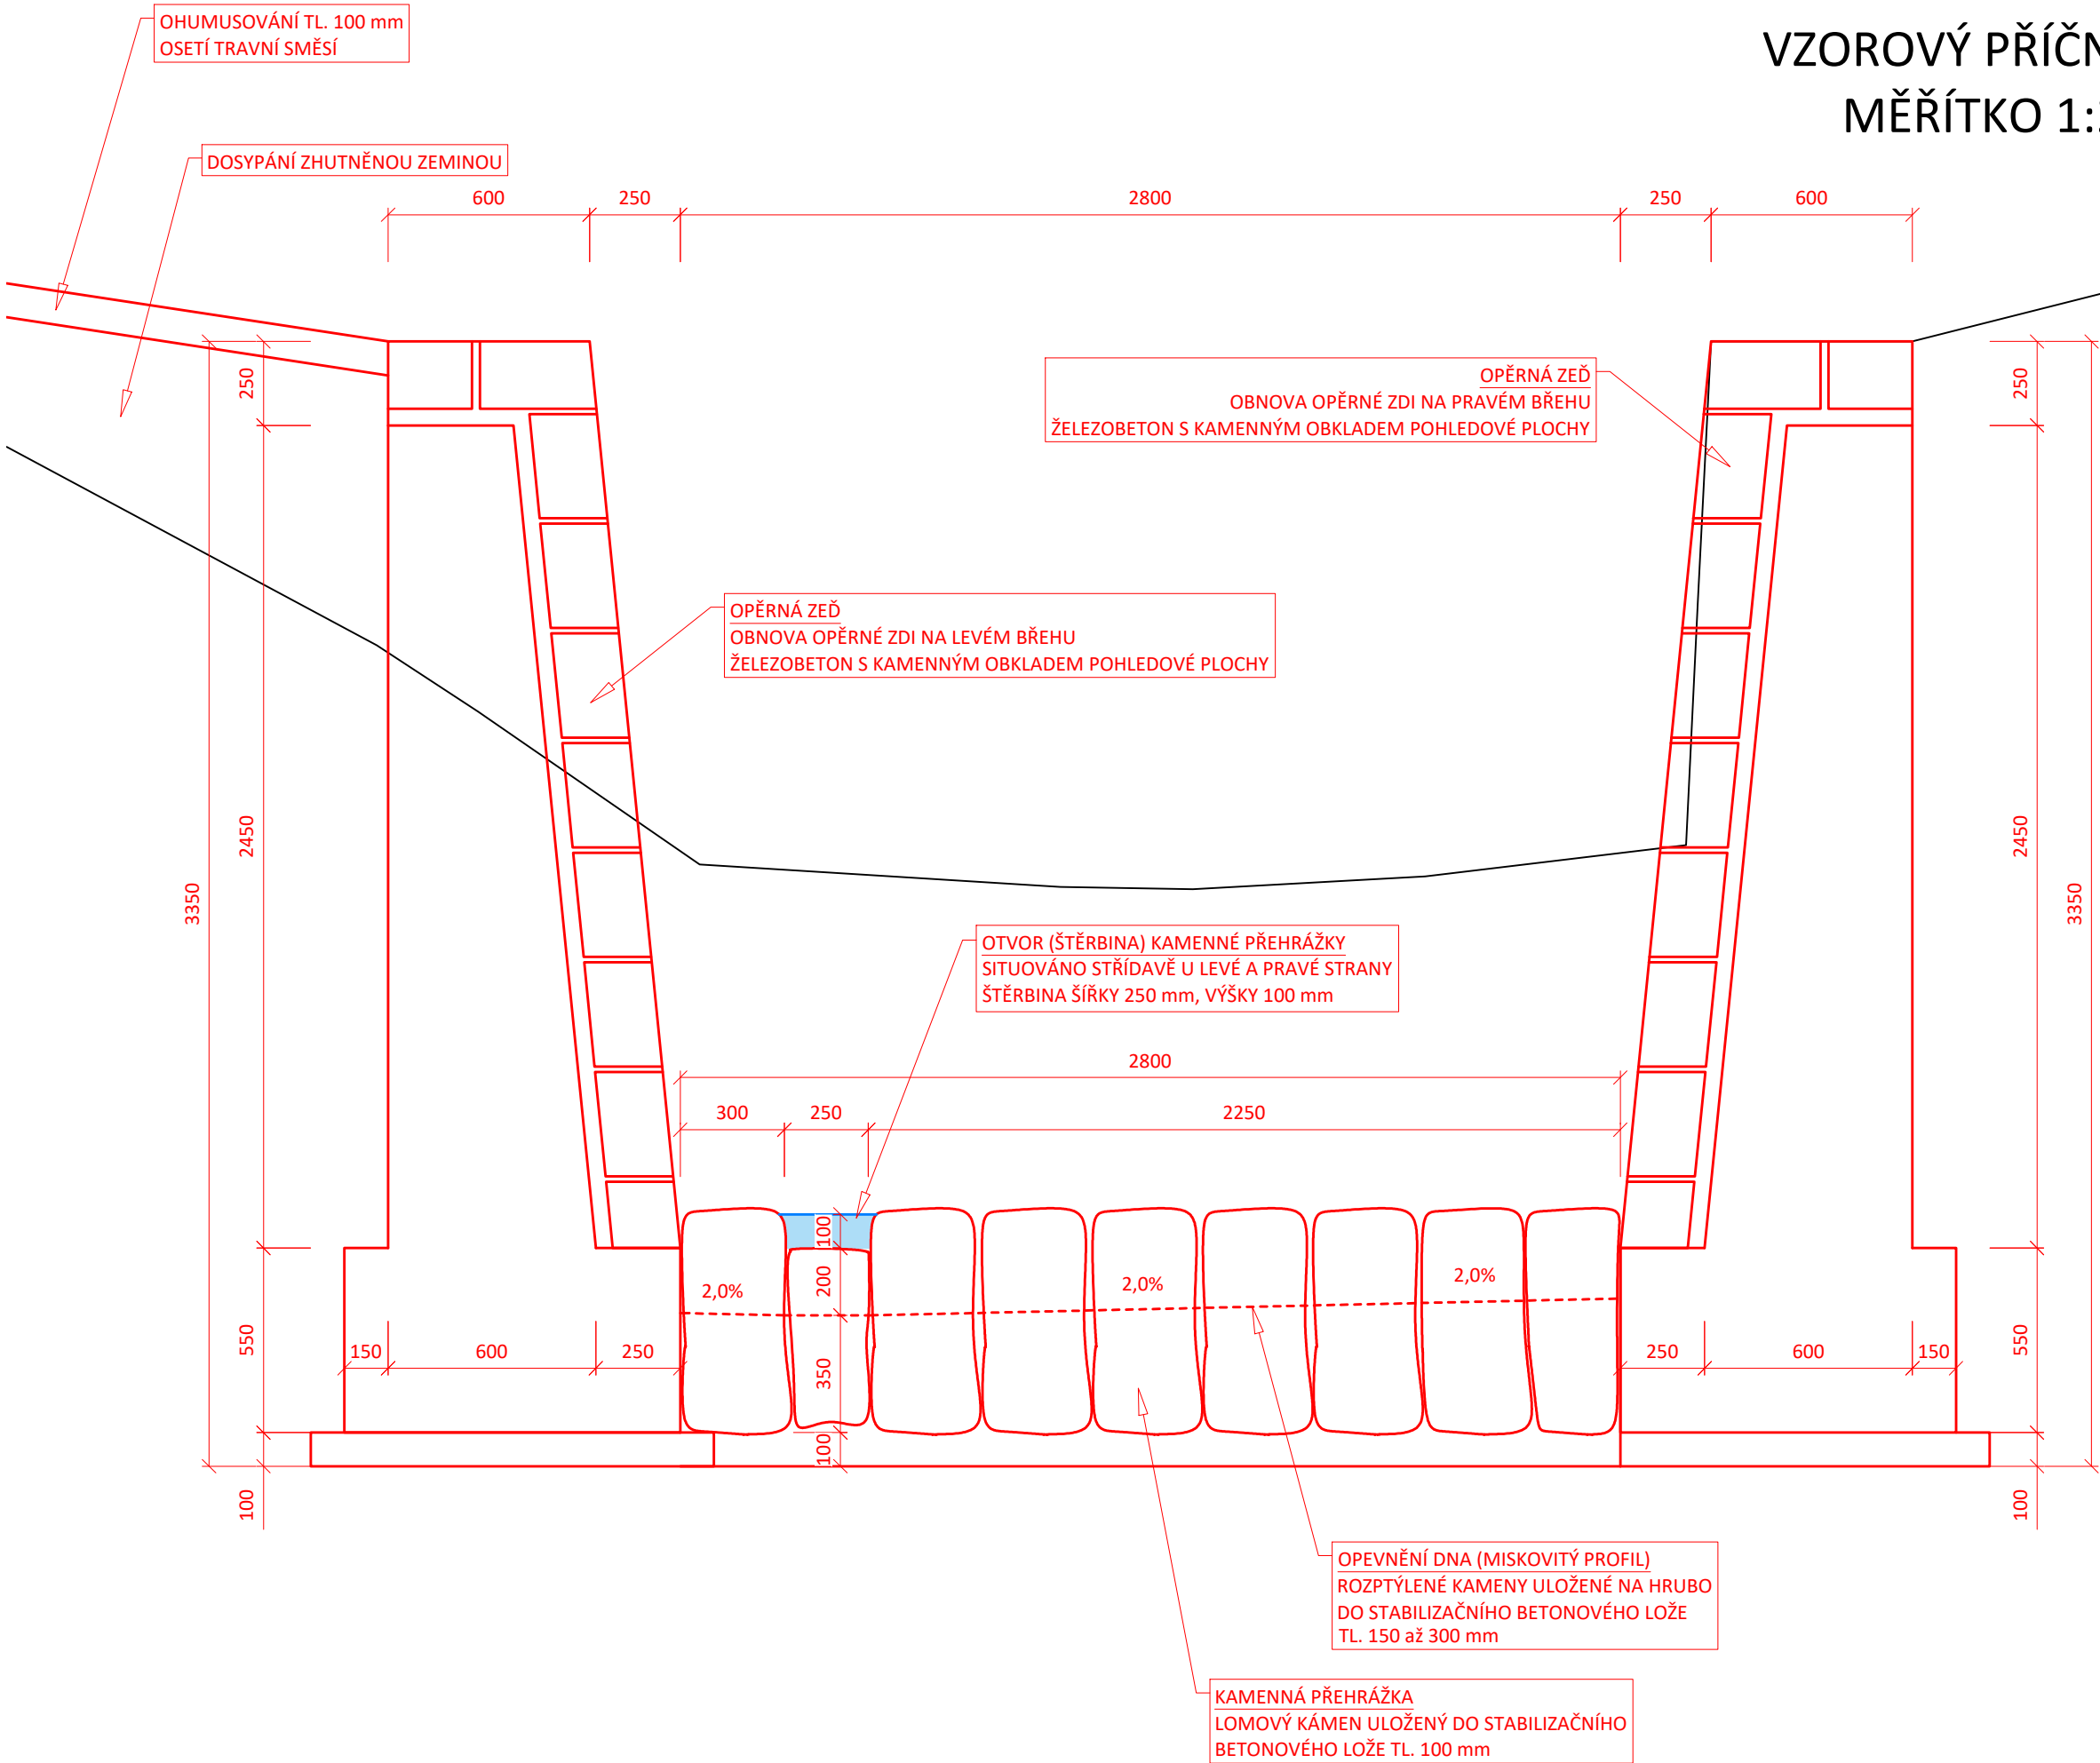 OHUMUSOVÁNÍ TL. 100 mm
OSETÍ TRAVNÍ SMĚSÍ
VZOROVÝ PŘÍČN
MĚŘÍTKO 1:
DOSYPÁNÍ ZHUTNĚNOU ZEMINOU
600
250
2800
250
600
250
2450
3350
550
100
OPĚRNÁ ZEĎ
OBNOVA OPĚRNÉ ZDI NA PRAVÉM BŘEHU
ŽELEZOBETON S KAMENNÝM OBKLADEM POHLEDOVÉ PLOCHY
250
2450
3350
550
100
OPĚRNÁ ZEĎ
OBNOVA OPĚRNÉ ZDI NA LEVÉM BŘEHU
ŽELEZOBETON S KAMENNÝM OBKLADEM POHLEDOVÉ PLOCHY
OTVOR (ŠTĚRBINA) KAMENNÉ PŘEHRÁŽKY
SITUOVÁNO STŘÍDAVĚ U LEVÉ A PRAVÉ STRANY
ŠTĚRBINA ŠÍŘKY 250 mm, VÝŠKY 100 mm
2800
300
250
2250
100
200
350
100
2,0%
2,0%
2,0%
150
600
250
250
600
150
OPEVNĚNÍ DNA (MISKOVITÝ PROFIL)
ROZPTÝLENÉ KAMENY ULOŽENÉ NA HRUBO
DO STABILIZAČNÍHO BETONOVÉHO LOŽE
TL. 150 až 300 mm
KAMENNÁ PŘEHRÁŽKA
LOMOVÝ KÁMEN ULOŽENÝ DO STABILIZAČNÍHO
BETONOVÉHO LOŽE TL. 100 mm